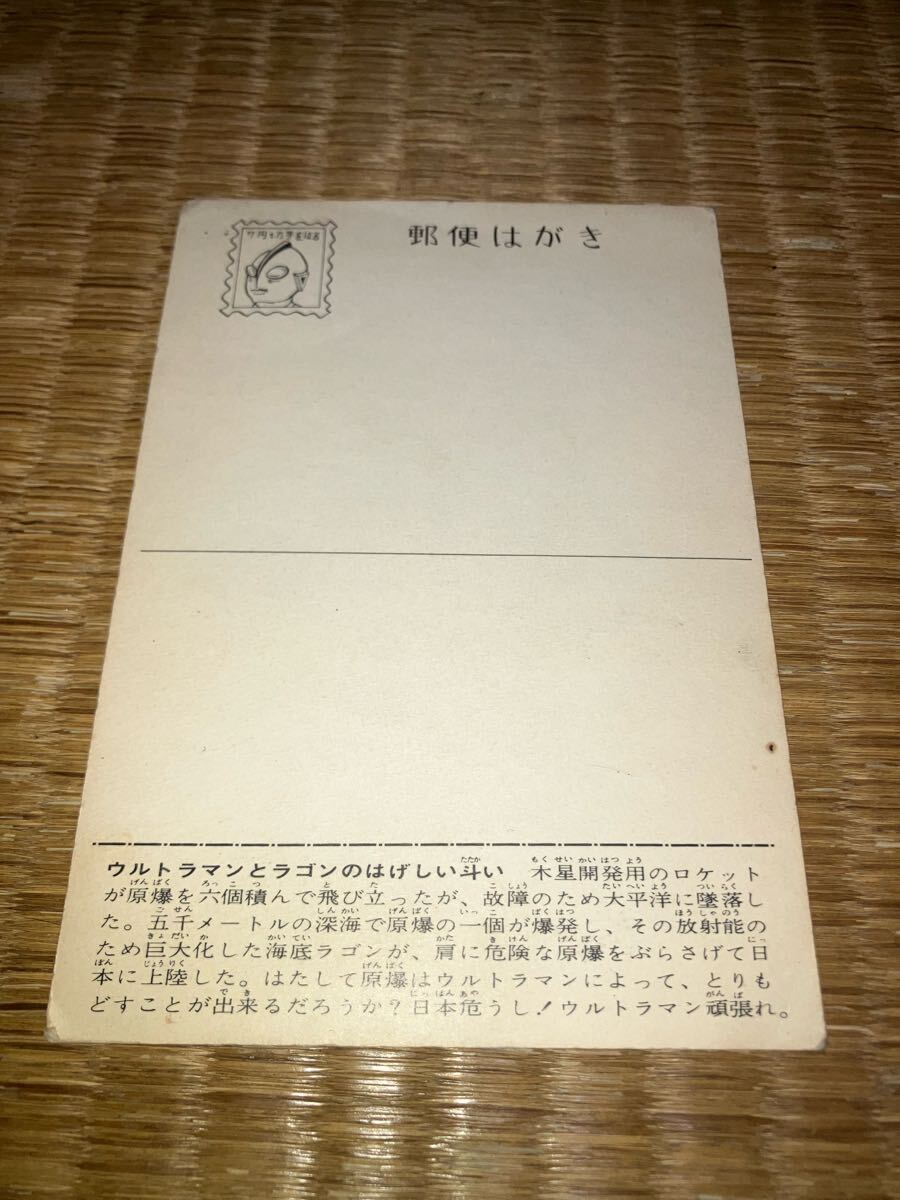 郵便はがき
ウルトラマンとラゴンのはげしい斗い　木星開発用のロケット
が原爆を六個積んで飛び立ったが、故障のため太平洋に墜落し
た。五千メートルの深海で原爆の一個が爆発し、その放射能の
ため巨大化した海底ラゴンが、肩に危険な原爆をぶらさげて日
本に上陸した。はたして原爆はウルトラマンによって、とりも
どすことが出来るだろうか？日本危うし！ウルトラマン頑張れ。